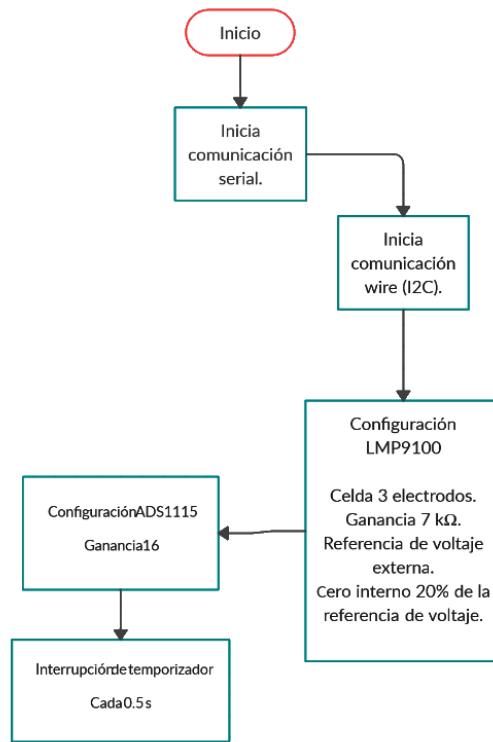 Inicio
Inicia
comunicación
serial.
Inicia
comunicación
wire (I2C).
Configuración
LMP9100
Celda 3 electrodos.
Ganancia 7 kΩ.
Referencia de voltaje
externa.
Cero interno 20% de la
referencia de voltaje.
ConfiguraciónADS1115
Ganancia16
Interrupcióndetemporizador
Cada0.5s